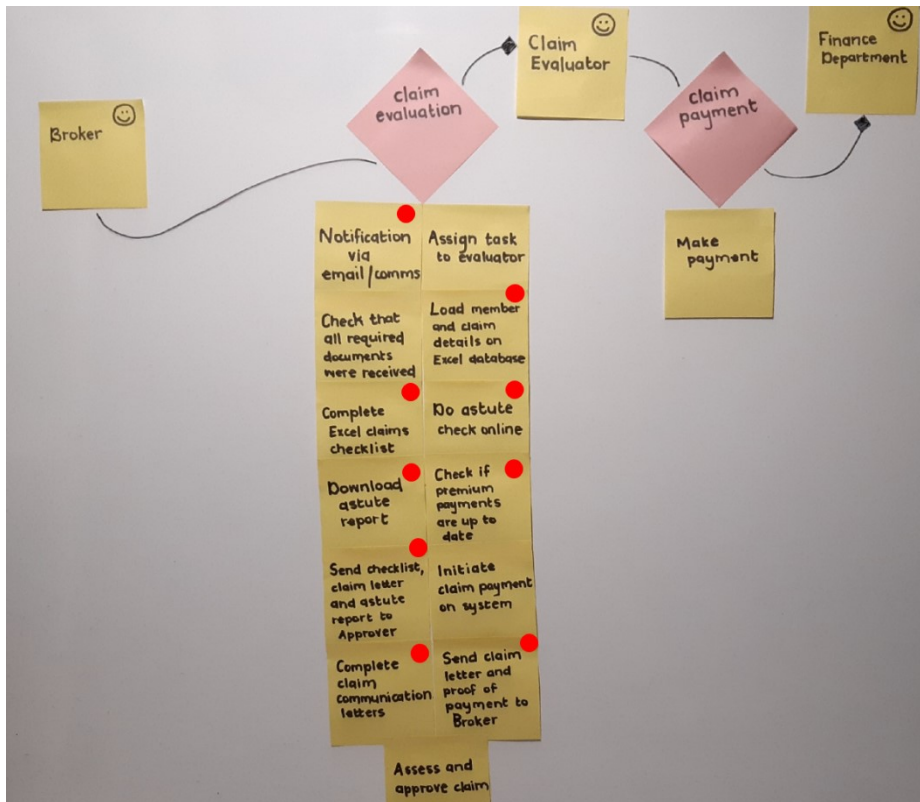 Broker
claim
evaluation
Claim
Evaluator
claim
payment
Finance
Department
Make
payment
Notification
via
email/comms
Assign task
to evaluator
Check that
all required
documents
were received
Load member
and claim
details on
Excel database
Complete
Excel claims
checklist
Do astute
check online
Download
astute
report
Check if
premium
payments
are up to
date
Send checklist,
claim letter
and astute
report to
Approver
Initiate
claim payment
on system
Complete
claim
communication
letters
Send claim
letter and
proof of
payment to
Broker
Assess and
approve claim